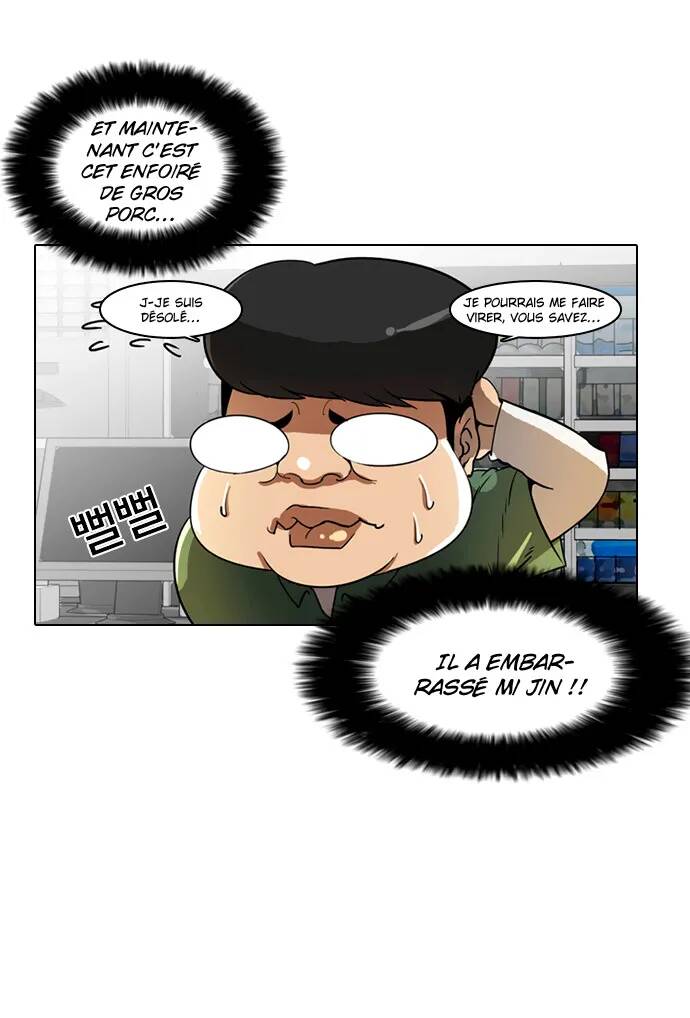 ET MAINTE-
NANT C'EST
CET ENFOIRÉ
DE GROS
PORC...
J-JE SUIS
DÉSOLÉ...
JE POURRAIS ME FAIRE
VIRER, VOUS SAVEZ...
뻘뻘
IL A EMBAR-
RASSÉ MI JIN !!